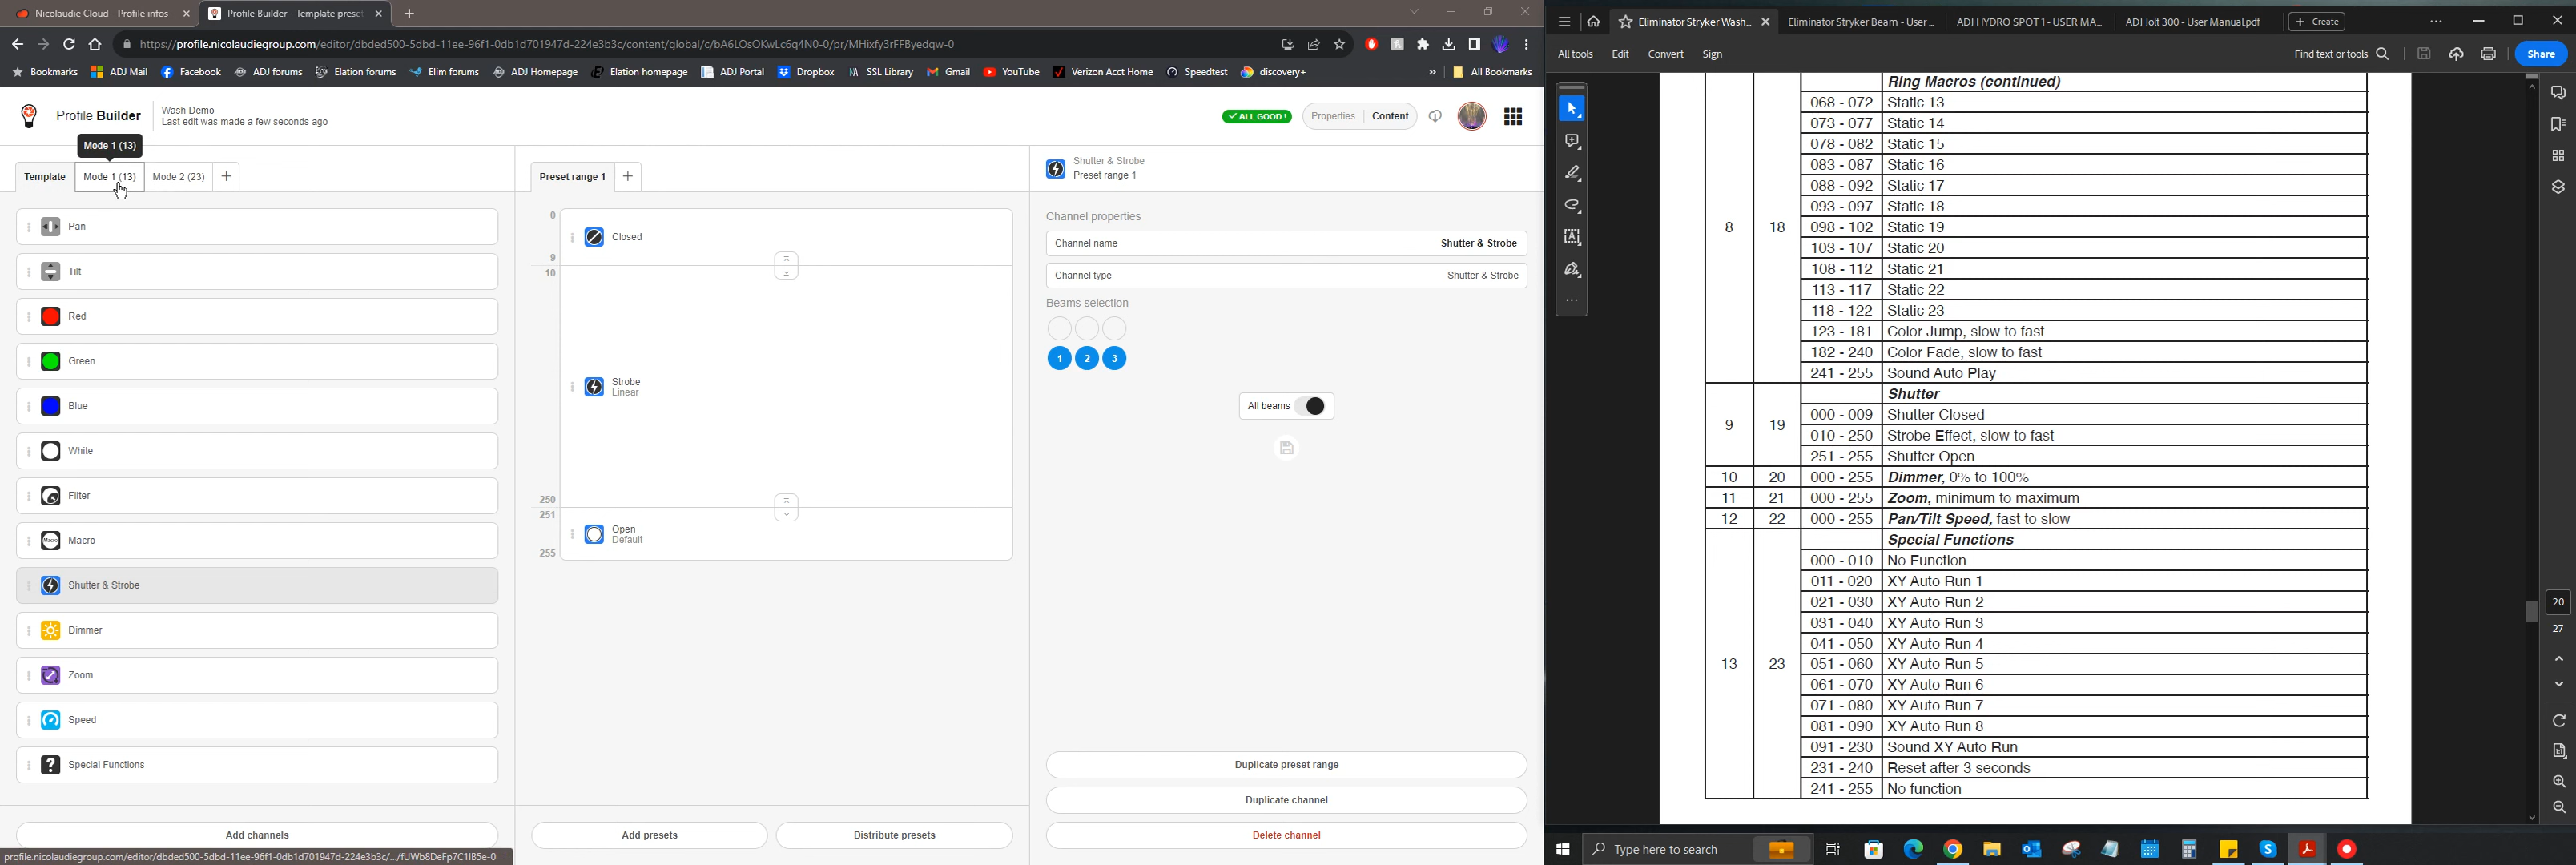 Nicolaudie Cloud - Profile infos
Profile Builder - Template preset
https://profile.nicolaudiegroup.com/editor/dbded500-5dbd-11ee-96f1-0db1d701947d-224e3b3c/content/global/c/bA6LOsOKwLc6q4N0-0/pr/MHixfy3rFFByedqw-0
Bookmarks
ADJ Mail
Facebook
ADJ forums
Elation forums
Elim forums
ADJ Homepage
Elation homepage
ADJ Portal
Dropbox
SSL Library
Gmail
YouTube
Verizon Acct Home
Speedtest
discovery+
»
All Bookmarks
Profile Builder
Wash Demo
Last edit was made a few seconds ago
ALL GOOD !
Properties
Content
Mode 1 (13)
Template
Mode 1 (13)
Mode 2 (23)
+
Pan
Tilt
Red
Green
Blue
White
Filter
Macro
Shutter & Strobe
Dimmer
Zoom
Speed
Special Functions
Add channels
profile.nicolaudiegroup.com/editor/dbded500-5dbd-11ee-96f1-0db1d701947d-224e3b3c/.../fUWb8DeFp7C1IB5e-0
Preset range 1
+
0
Closed
9
10
Strobe
Linear
250
251
Open
Default
255
Add presets
Distribute presets
Shutter & Strobe
Preset range 1
Channel properties
Channel name Shutter & Strobe
Channel type Shutter & Strobe
Beams selection
1 2 3
All beams
Duplicate preset range
Duplicate channel
Delete channel
Eliminator Stryker Wash...
Eliminator Stryker Beam - User ...
ADJ HYDRO SPOT 1 - USER MA...
ADJ Jolt 300 - User Manual.pdf
+ Create
All tools
Edit
Convert
Sign
Find text or tools
Share
Ring Macros (continued)
068 - 072 Static 13
073 - 077 Static 14
078 - 082 Static 15
083 - 087 Static 16
088 - 092 Static 17
093 - 097 Static 18
8 18 098 - 102 Static 19
103 - 107 Static 20
108 - 112 Static 21
113 - 117 Static 22
118 - 122 Static 23
123 - 181 Color Jump, slow to fast
182 - 240 Color Fade, slow to fast
241 - 255 Sound Auto Play
Shutter
000 - 009 Shutter Closed
9 19 010 - 250 Strobe Effect, slow to fast
251 - 255 Shutter Open
10 20 000 - 255 Dimmer, 0% to 100%
11 21 000 - 255 Zoom, minimum to maximum
12 22 000 - 255 Pan/Tilt Speed, fast to slow
Special Functions
000 - 010 No Function
011 - 020 XY Auto Run 1
021 - 030 XY Auto Run 2
031 - 040 XY Auto Run 3
041 - 050 XY Auto Run 4
13 23 051 - 060 XY Auto Run 5
061 - 070 XY Auto Run 6
071 - 080 XY Auto Run 7
081 - 090 XY Auto Run 8
091 - 230 Sound XY Auto Run
231 - 240 Reset after 3 seconds
241 - 255 No function
20
27
Type here to search